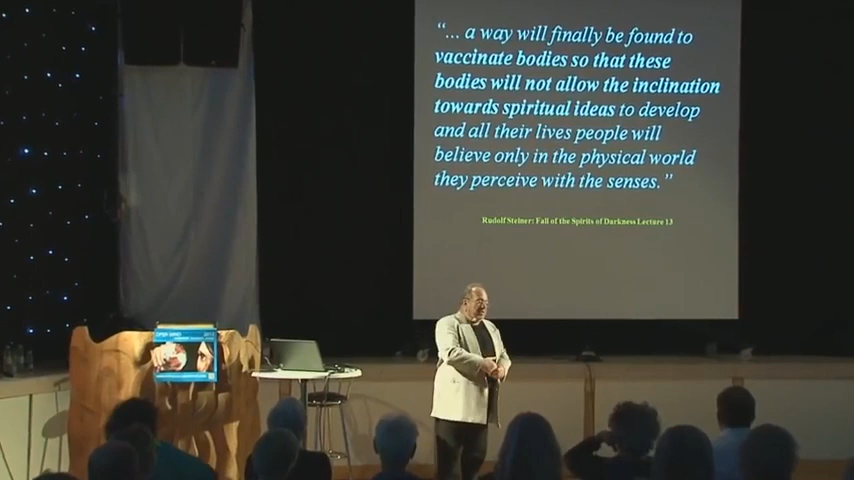 “... a way will finally be found to
vaccinate bodies so that these
bodies will not allow the inclination
towards spiritual ideas to develop
and all their lives people will
believe only in the physical world
they perceive with the senses.”
Rudolf Steiner: Fall of the Spirits of Darkness Lecture 13
OPEN MIND